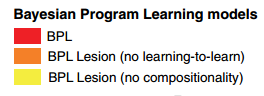 Bayesian Program Learning models
BPL
BPL Lesion (no learning-to-learn)
BPL Lesion (no compositionality)